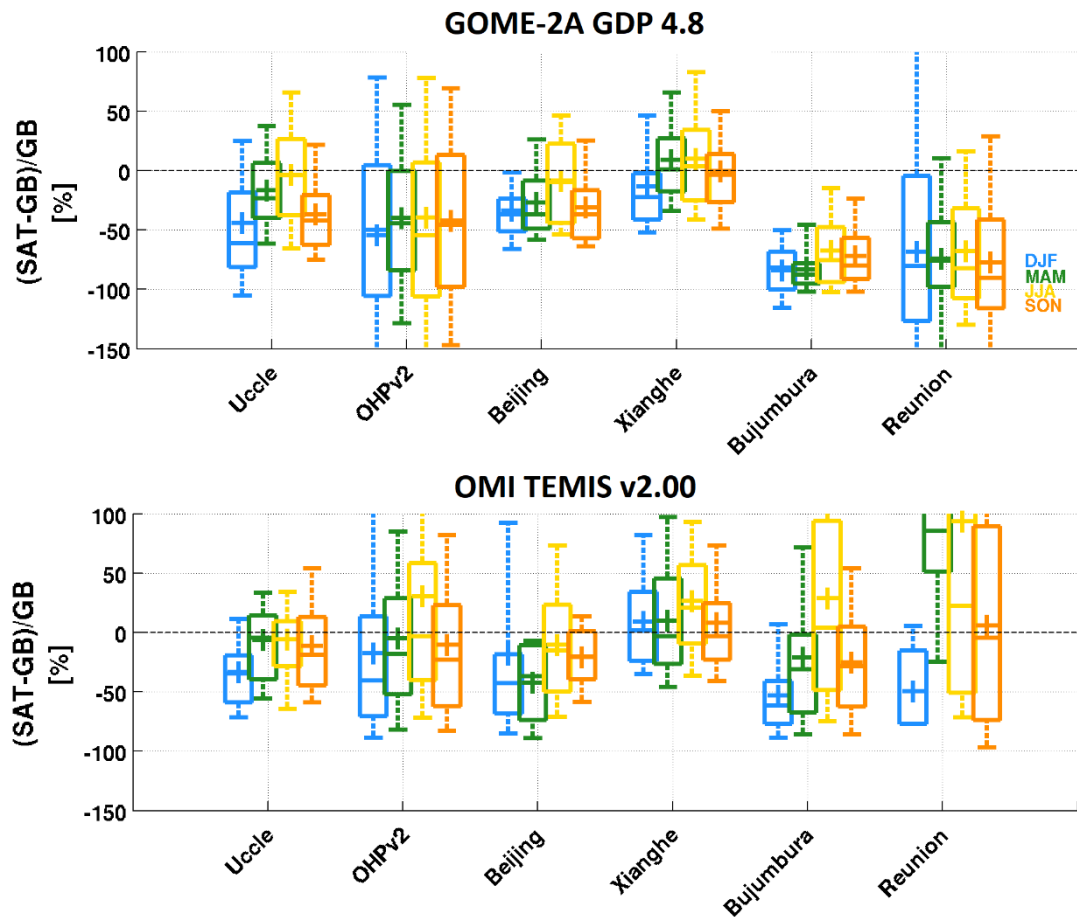 GOME-2A GDP 4.8
(SAT-GB)/GB
[%]
100
50
0
-50
-100
-150
DJF
MAM
JJA
SON
Uccle
OHPv2
Beijing
Xianghe
Bujumbura
Reunion
OMI TEMIS v2.00
(SAT-GB)/GB
[%]
100
50
0
-50
-100
-150
Uccle
OHPv2
Beijing
Xianghe
Bujumbura
Reunion